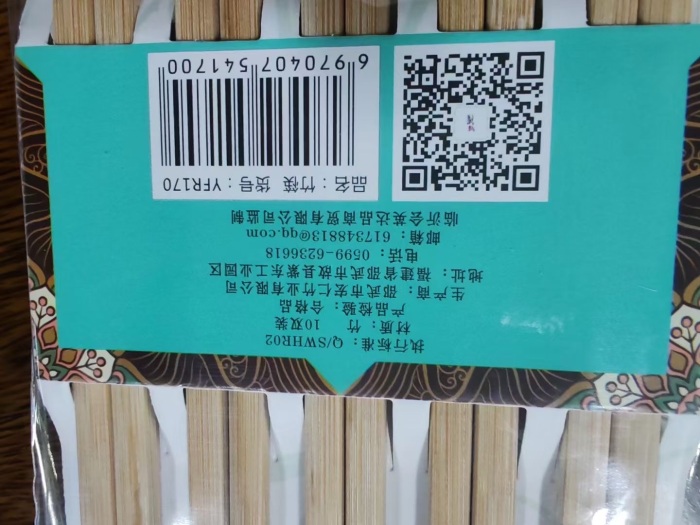 执行标准：Q/SWHR02
材质：竹 10双装
产品检验：合格品
生产商：邵武市宏仁竹业有限公司
地址：福建省邵武市故县紫东工业园区
电话：0599-6236618
邮箱：617348813@qq.com
临沂合英达品商贸有限公司监制
品名：竹筷 货号：YFR170
6970407541700